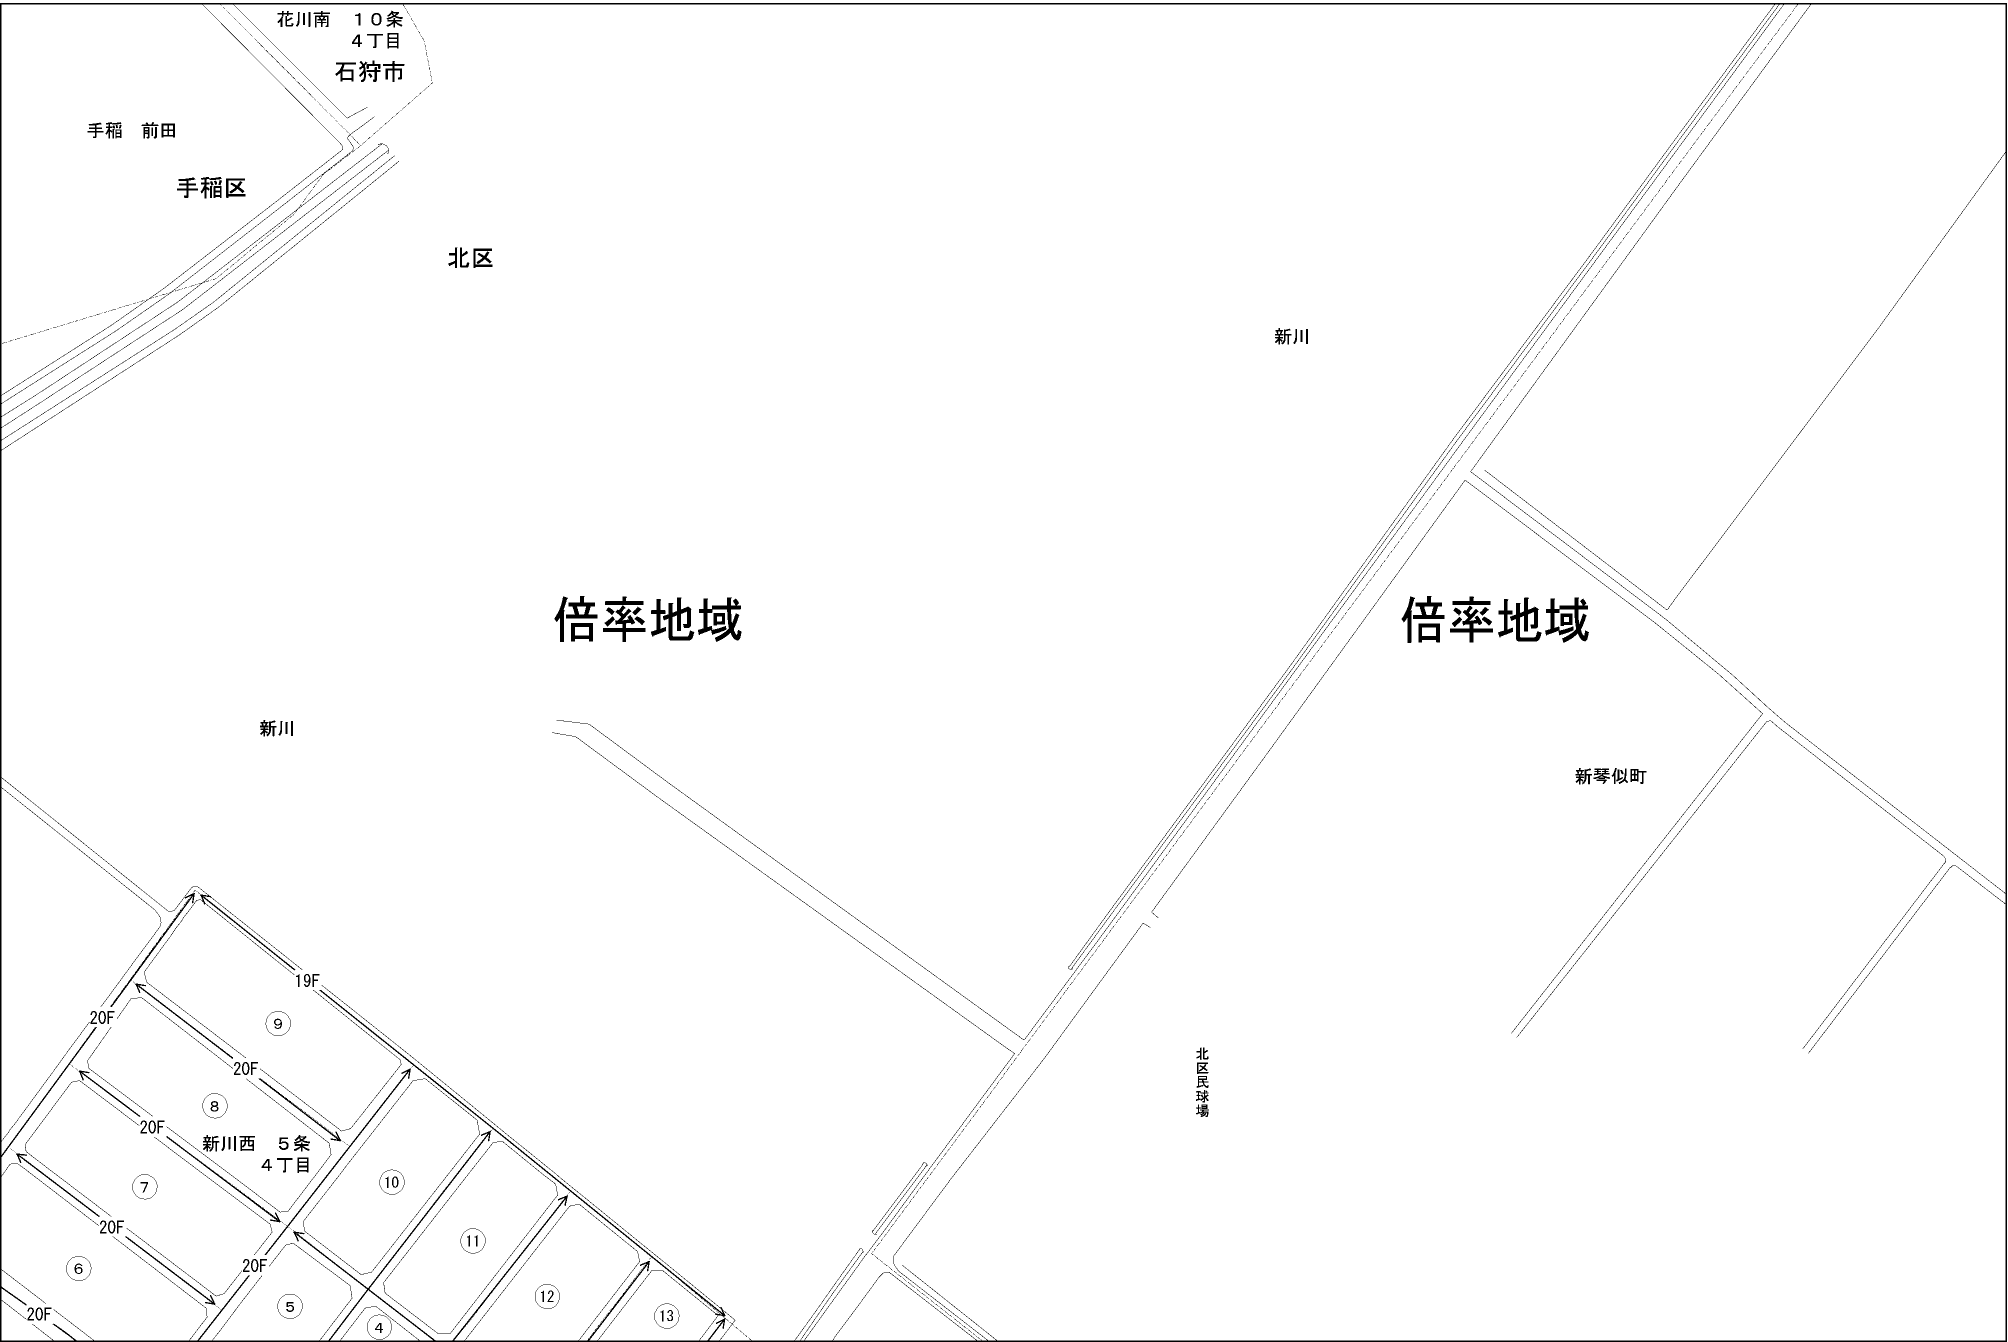 花川南　１０条
４丁目
石狩市
手稲　前田
手稲区
北区
新川
倍率地域
倍率地域
新川
新琴似町
19F
20F
⑨
20F
北区民球場
⑧
20F
新川西　５条
４丁目
⑦
⑩
20F
⑪
⑥
20F
⑫
⑤
⑬
20F
④